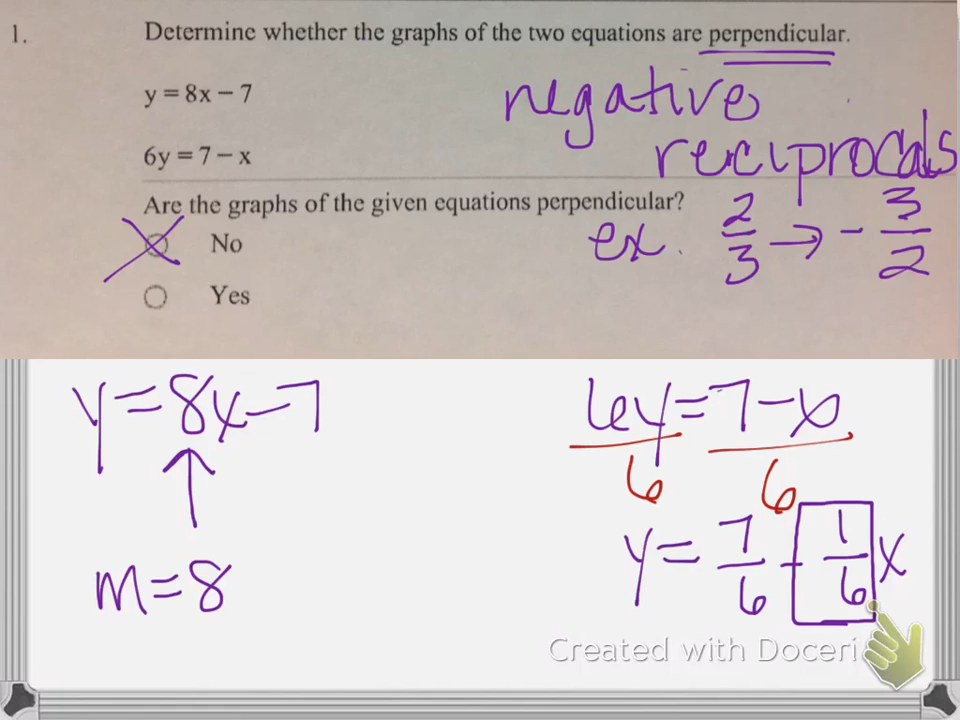 1. Determine whether the graphs of the two equations are perpendicular.
y = 8x − 7
negative
6y = 7 − x
reciprocals
Are the graphs of the given equations perpendicular?
ex. 2/3 → - 3/2
No
Yes
y = 8x - 7
6y = 7 - x
6 6
y = 7/6 - 1/6 x
m = 8
Created with Doceri